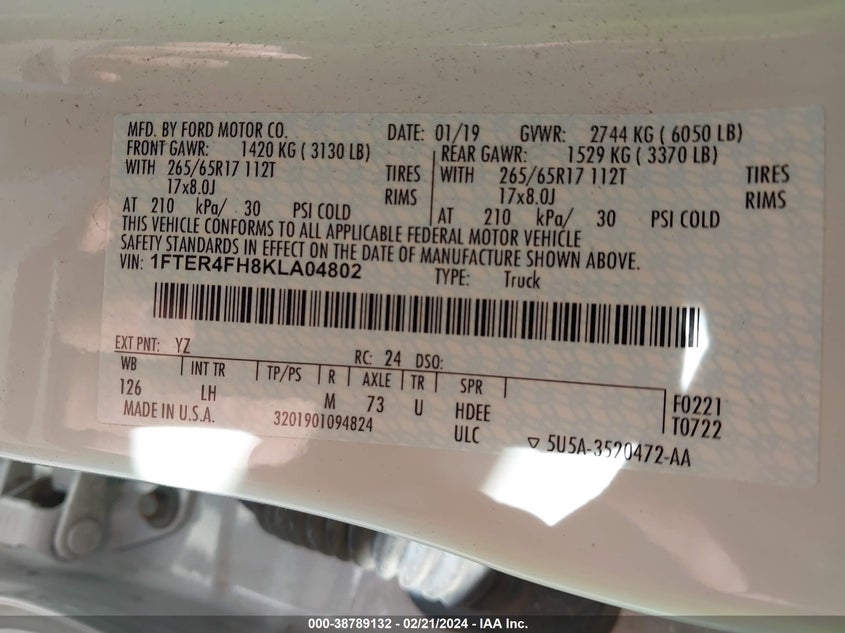 MFD. BY FORD MOTOR CO. DATE: 01/19 GVWR: 2744 KG ( 6050 LB)
FRONT GAWR: 1420 KG ( 3130 LB) REAR GAWR: 1529 KG ( 3370 LB)
WITH 265/65R17 112T TIRES WITH 265/65R17 112T TIRES
17x8.0J RIMS 17x8.0J RIMS
AT 210 kPa/ 30 PSI COLD AT 210 kPa/ 30 PSI COLD
THIS VEHICLE CONFORMS TO ALL APPLICABLE FEDERAL MOTOR VEHICLE
SAFETY STANDARDS IN EFFECT ON THE DATE OF MANUFACTURE SHOWN ABOVE.
VIN: 1FTER4FH8KLA04802 TYPE: Truck
EXT PNT: YZ RC: 24 DSO:
WB INT TR TP/PS R AXLE TR SPR
126 LH M 73 U HDEE F0221
MADE IN U.S.A. 3201901094824 ULC T0722
▽ 5U5A-3520472-AA
000-38789132 - 02/21/2024 - IAA Inc.